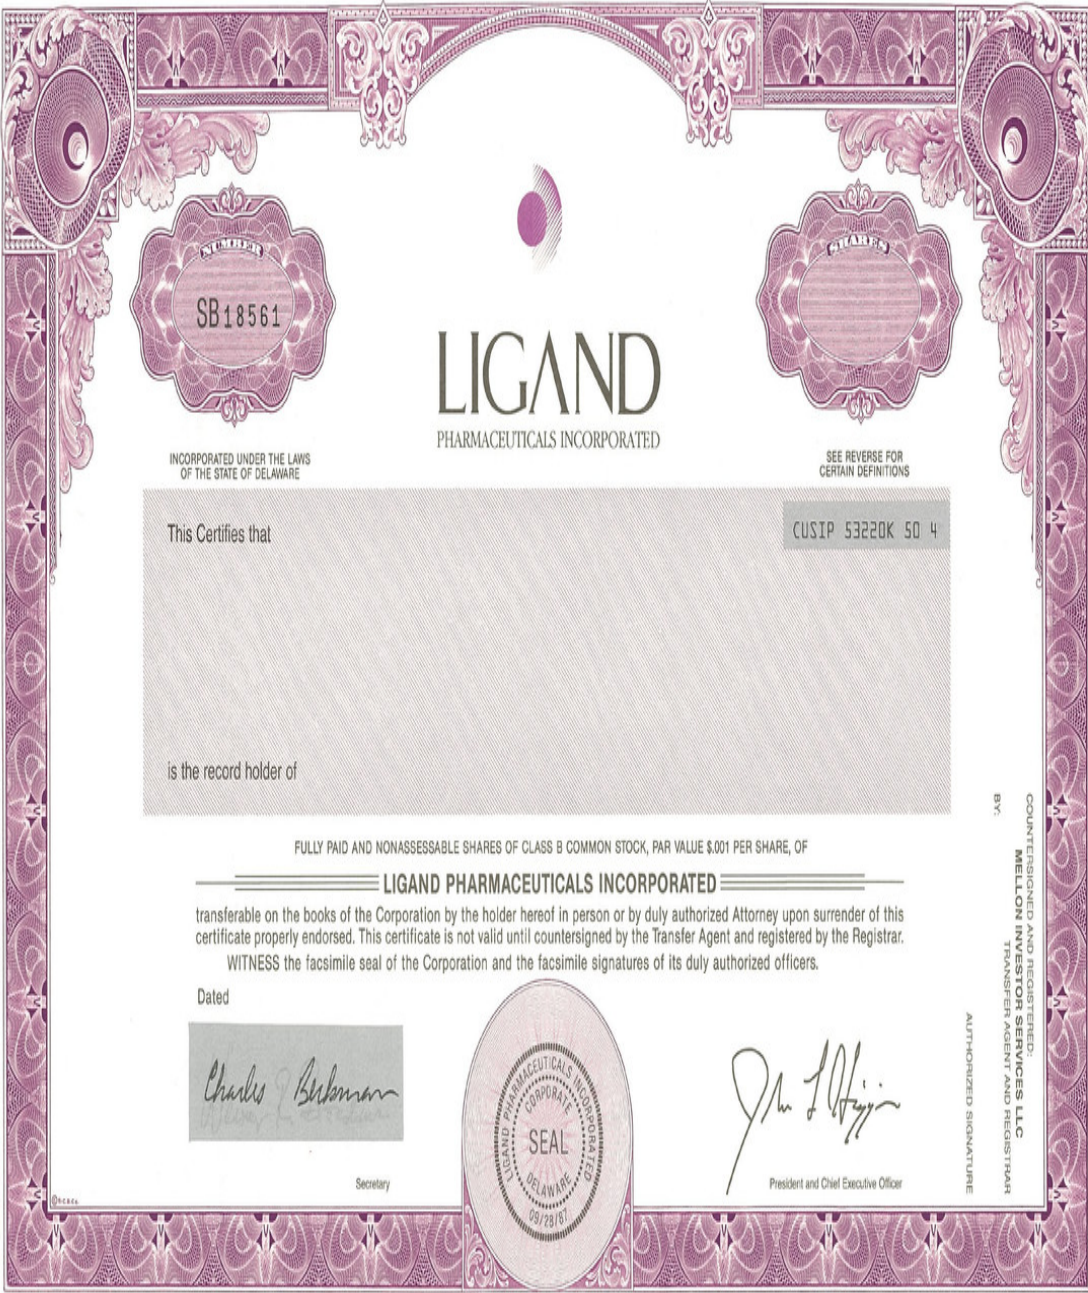 NUMBER
SB18561
SHARES
LIGAND
PHARMACEUTICALS INCORPORATED
INCORPORATED UNDER THE LAWS
OF THE STATE OF DELAWARE
SEE REVERSE FOR
CERTAIN DEFINITIONS
This Certifies that
CUSIP 53220K 50 4
is the record holder of
FULLY PAID AND NONASSESSABLE SHARES OF CLASS B COMMON STOCK, PAR VALUE $.001 PER SHARE, OF
LIGAND PHARMACEUTICALS INCORPORATED
transferable on the books of the Corporation by the holder hereof in person or by duly authorized Attorney upon surrender of this
certificate properly endorsed. This certificate is not valid until countersigned by the Transfer Agent and registered by the Registrar.
WITNESS the facsimile seal of the Corporation and the facsimile signatures of its duly authorized officers.
Dated
Charles Berkman
Secretary
LIGAND PHARMACEUTICALS INCORPORATED
CORPORATE
SEAL
DELAWARE
09/28/87
President and Chief Executive Officer
COUNTERSIGNED AND REGISTERED:
MELLON INVESTOR SERVICES LLC
TRANSFER AGENT AND REGISTRAR
BY:
AUTHORIZED SIGNATURE